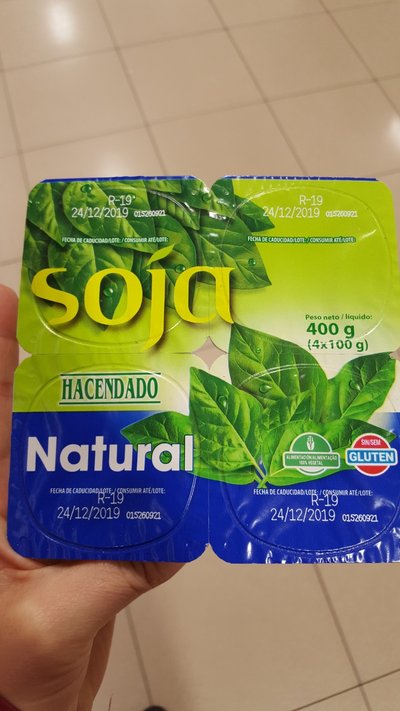 R-19
24/12/2019 015260921
FECHA DE CADUCIDAD/LOTE: / CONSUMIR ATÉ/LOTE:
R-19
24/12/2019 015260921
FECHA DE CADUCIDAD/LOTE: / CONSUMIR ATÉ/LOTE:
soja
Peso neto / líquido:
400 g
(4x100 g)
HACENDADO
Natural
ALIMENTACIÓN/ALIMENTAÇÃO
100% VEGETAL
SIN/SEM
GLUTEN
FECHA DE CADUCIDAD/LOTE: / CONSUMIR ATÉ/LOTE:
R-19
24/12/2019 015260921
FECHA DE CADUCIDAD/LOTE: / CONSUMIR ATÉ/LOTE:
R-19
24/12/2019 015260921